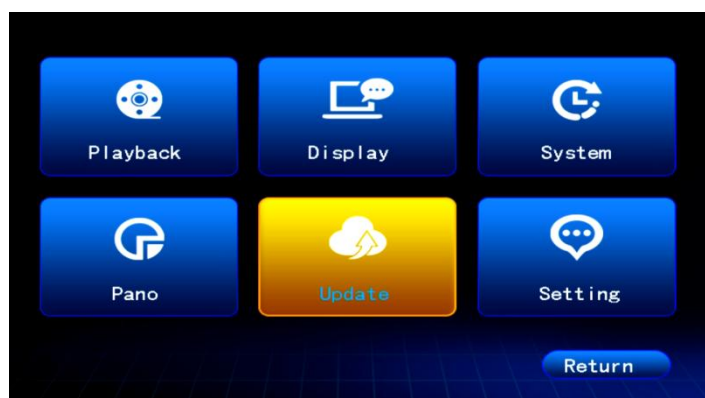 Playback
Display
System
Pano
Update
Setting
Return